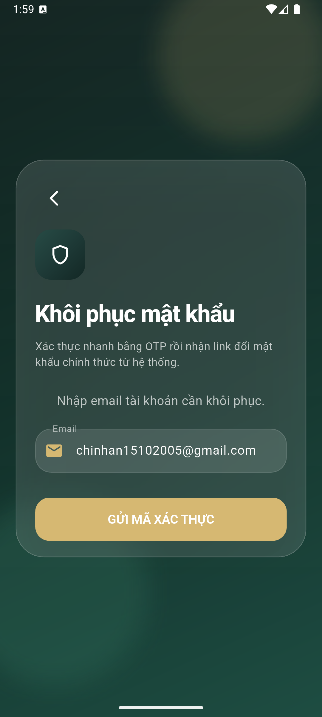 1:59
Khôi phục mật khẩu
Xác thực nhanh bằng OTP rồi nhận link đổi mật
khẩu chính thức từ hệ thống.
Nhập email tài khoản cần khôi phục.
Email
chinhan15102005@gmail.com
GỬI MÃ XÁC THỰC